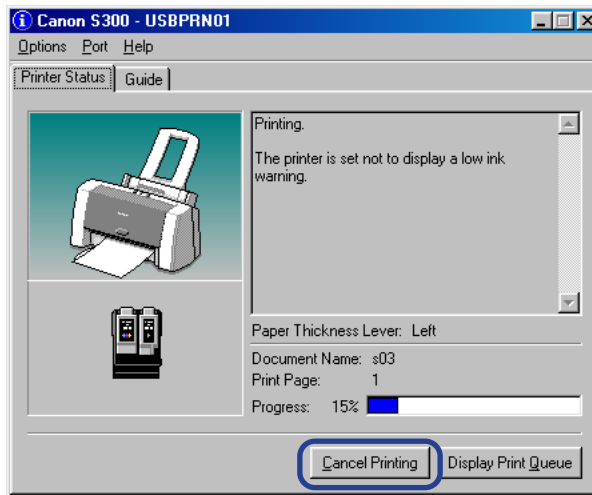 Canon S300 - USBPRN01
Options Port Help
Printer Status Guide
Printing.
The printer is set not to display a low ink
warning.
Paper Thickness Lever: Left
Document Name: s03
Print Page: 1
Progress: 15%
Cancel Printing Display Print Queue